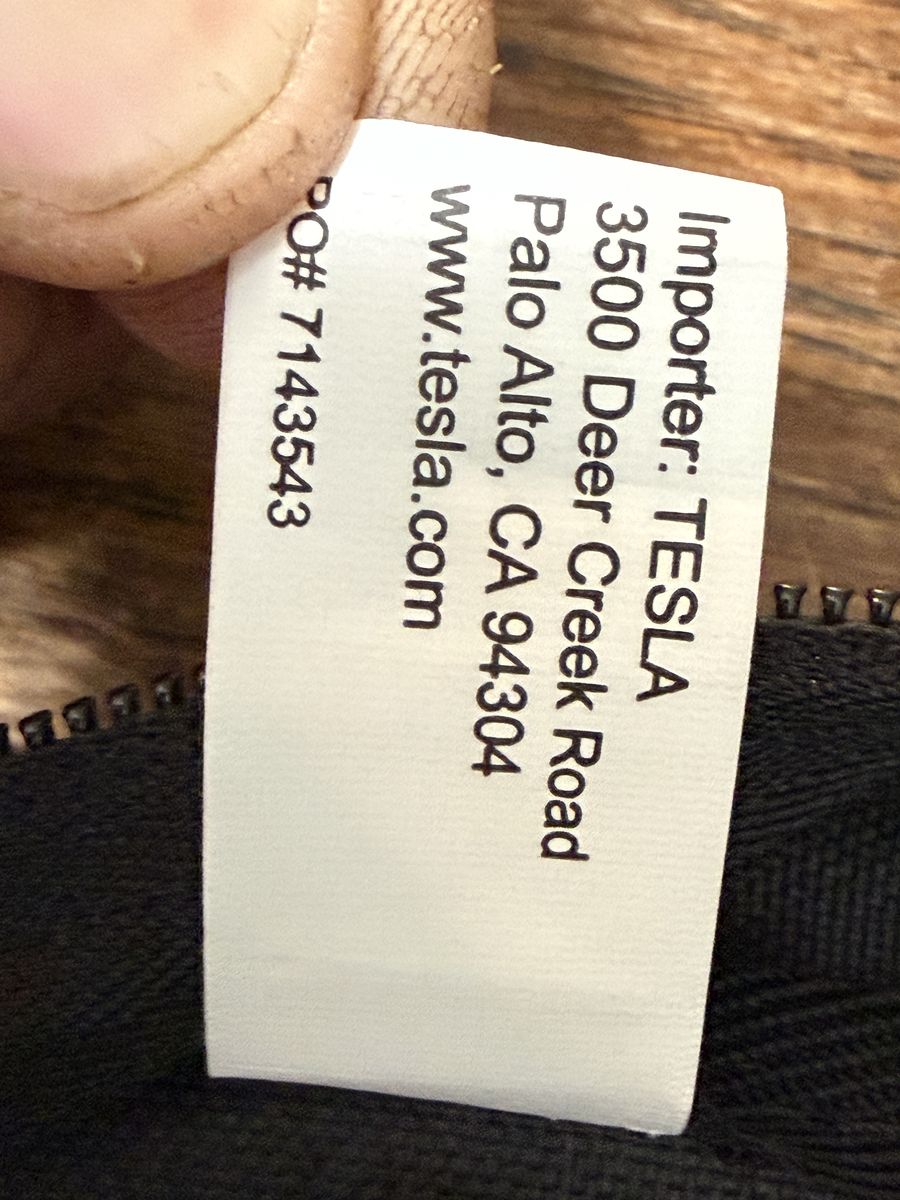 Importer: TESLA
3500 Deer Creek Road
Palo Alto, CA 94304
www.tesla.com
PO# 7143543